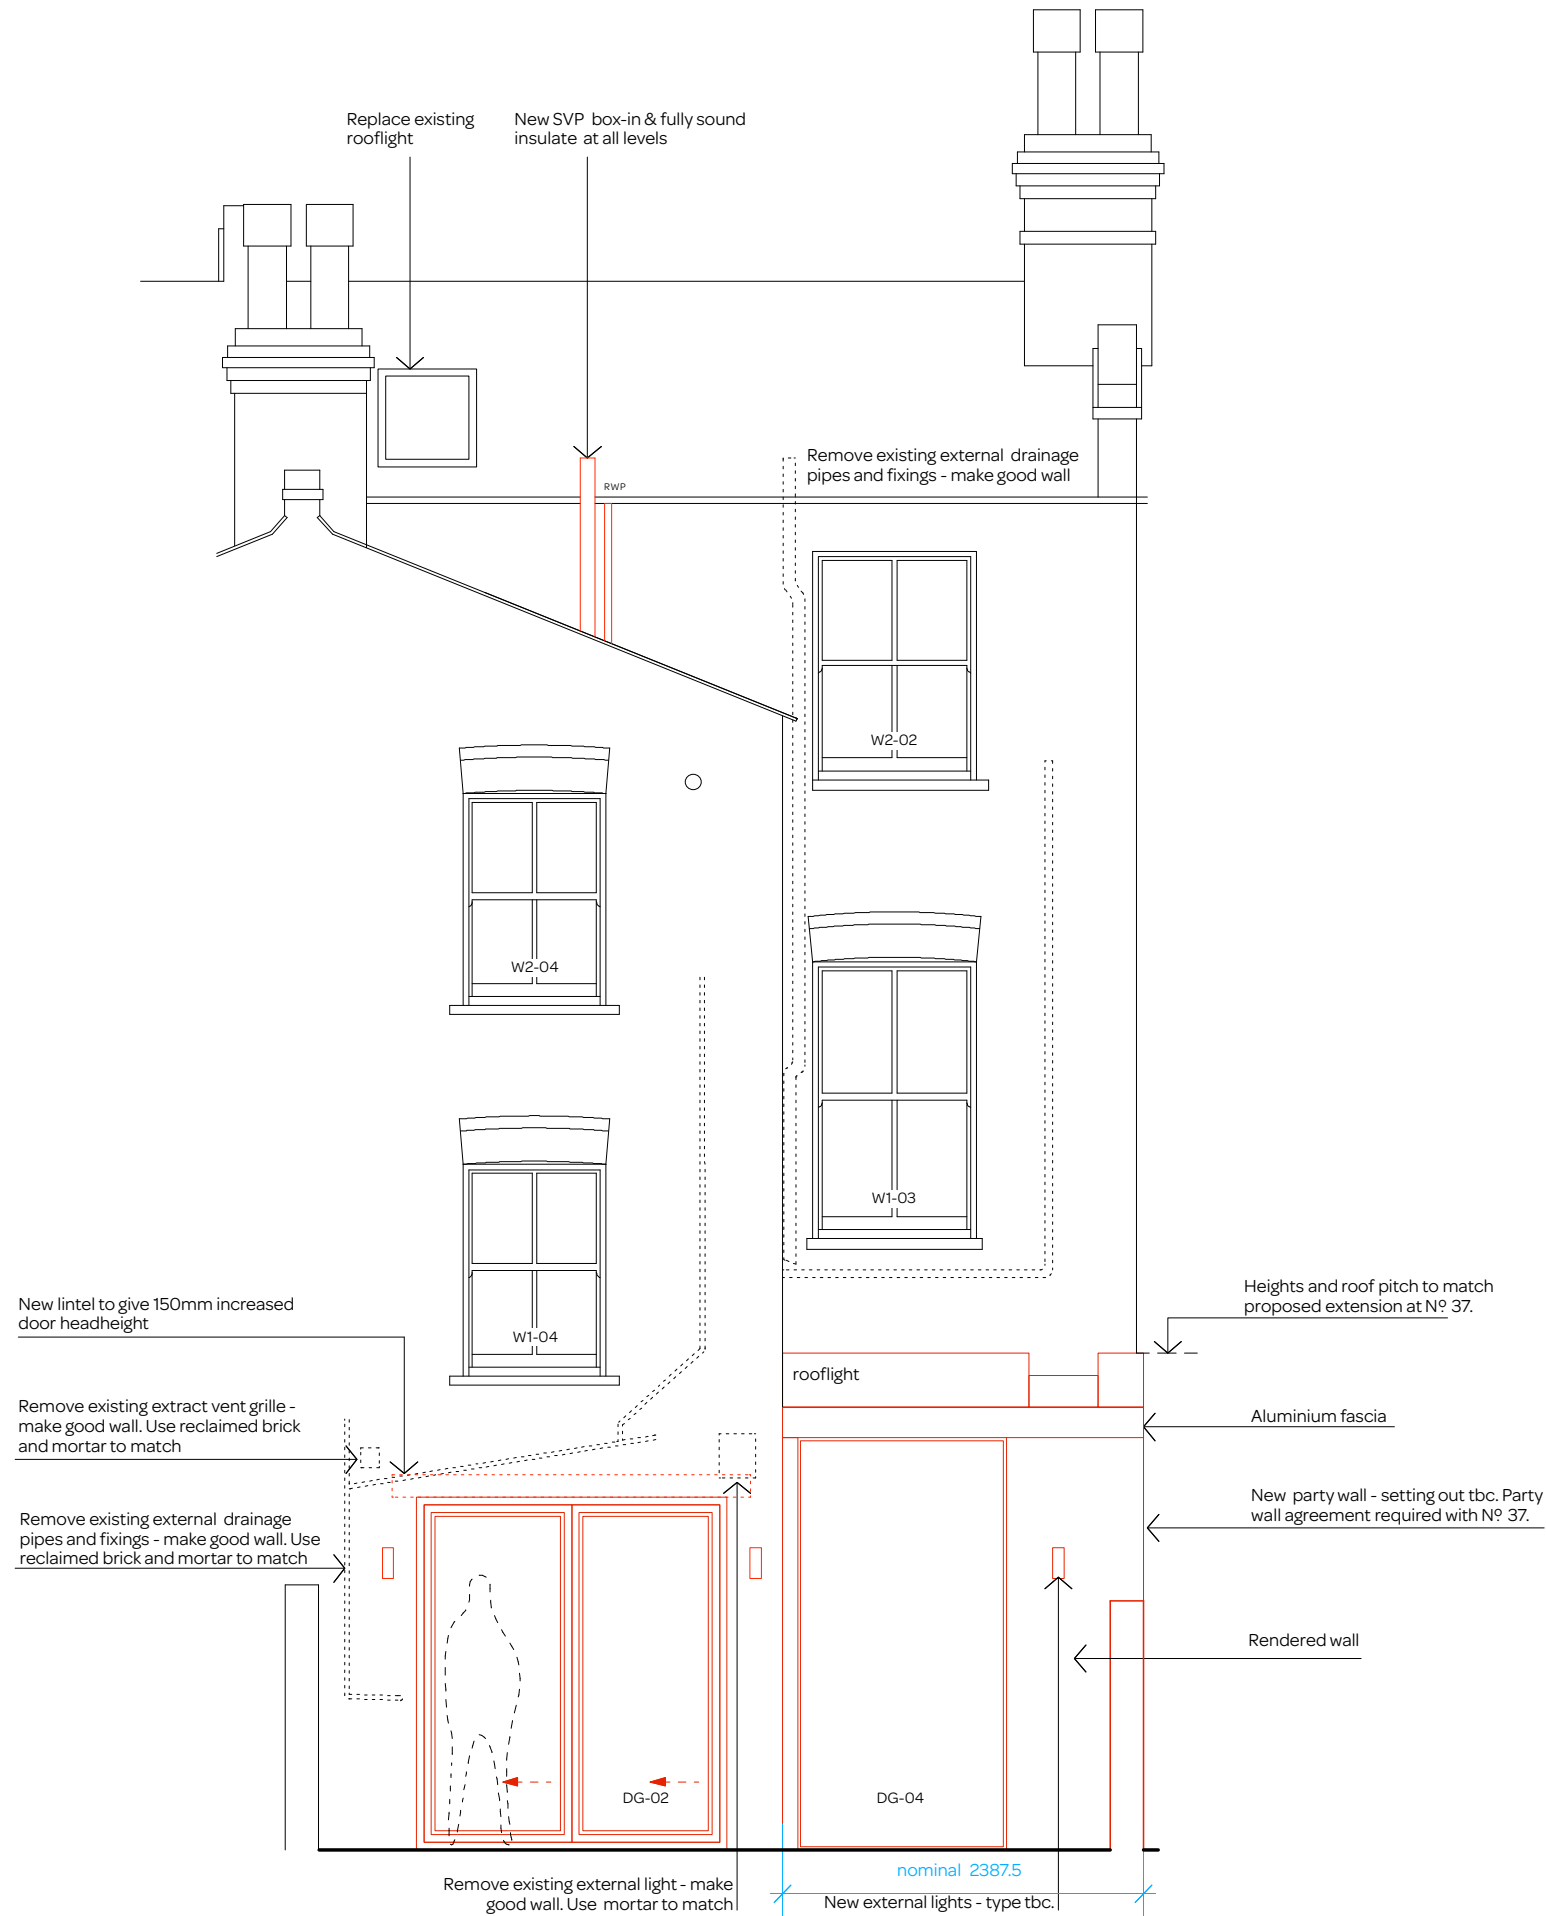 Replace existing
rooflight
New SVP box-in & fully sound
insulate at all levels
Remove existing external drainage
pipes and fixings - make good wall
RWP
W2-02
W2-04
W1-03
W1-04
New lintel to give 150mm increased
door headheight
Heights and roof pitch to match
proposed extension at Nº 37.
rooflight
Remove existing extract vent grille -
make good wall. Use reclaimed brick
and mortar to match
Aluminium fascia
New party wall - setting out tbc. Party
wall agreement required with Nº 37.
Remove existing external drainage
pipes and fixings - make good wall. Use
reclaimed brick and mortar to match
Rendered wall
DG-02
DG-04
nominal 2387.5
Remove existing external light - make
good wall. Use mortar to match
New external lights - type tbc.